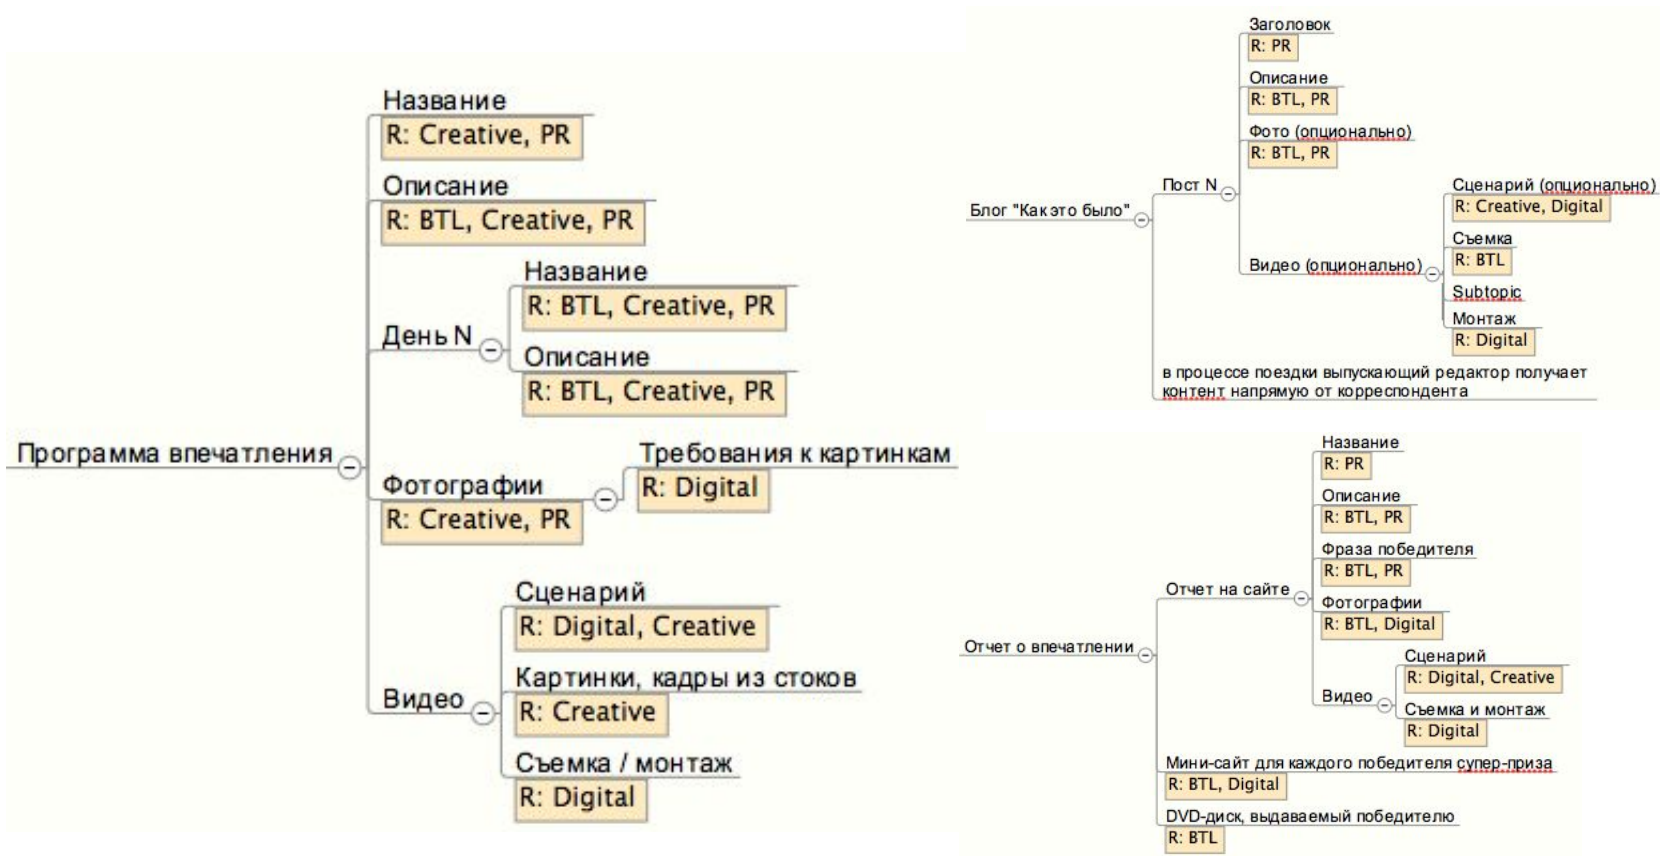 Программа впечатления
Название
R: Creative, PR
Описание
R: BTL, Creative, PR
День N
Название
R: BTL, Creative, PR
Описание
R: BTL, Creative, PR
Фотографии
R: Creative, PR
Требования к картинкам
R: Digital
Видео
Сценарий
R: Digital, Creative
Картинки, кадры из стоков
R: Creative
Съемка / монтаж
R: Digital
Блог "Как это было"
Пост N
Заголовок
R: PR
Описание
R: BTL, PR
Фото (опционально)
R: BTL, PR
Видео (опционально)
Сценарий (опционально)
R: Creative, Digital
Съемка
R: BTL
Subtopic
Монтаж
R: Digital
в процессе поездки выпускающий редактор получает
контент напрямую от корреспондента
Отчет о впечатлении
Отчет на сайте
Название
R: PR
Описание
R: BTL, PR
Фраза победителя
R: BTL, PR
Фотографии
R: BTL, Digital
Видео
Сценарий
R: Digital, Creative
Съемка и монтаж
R: Digital
Мини-сайт для каждого победителя супер-приза
R: BTL, Digital
DVD-диск, выдаваемый победителю
R: BTL